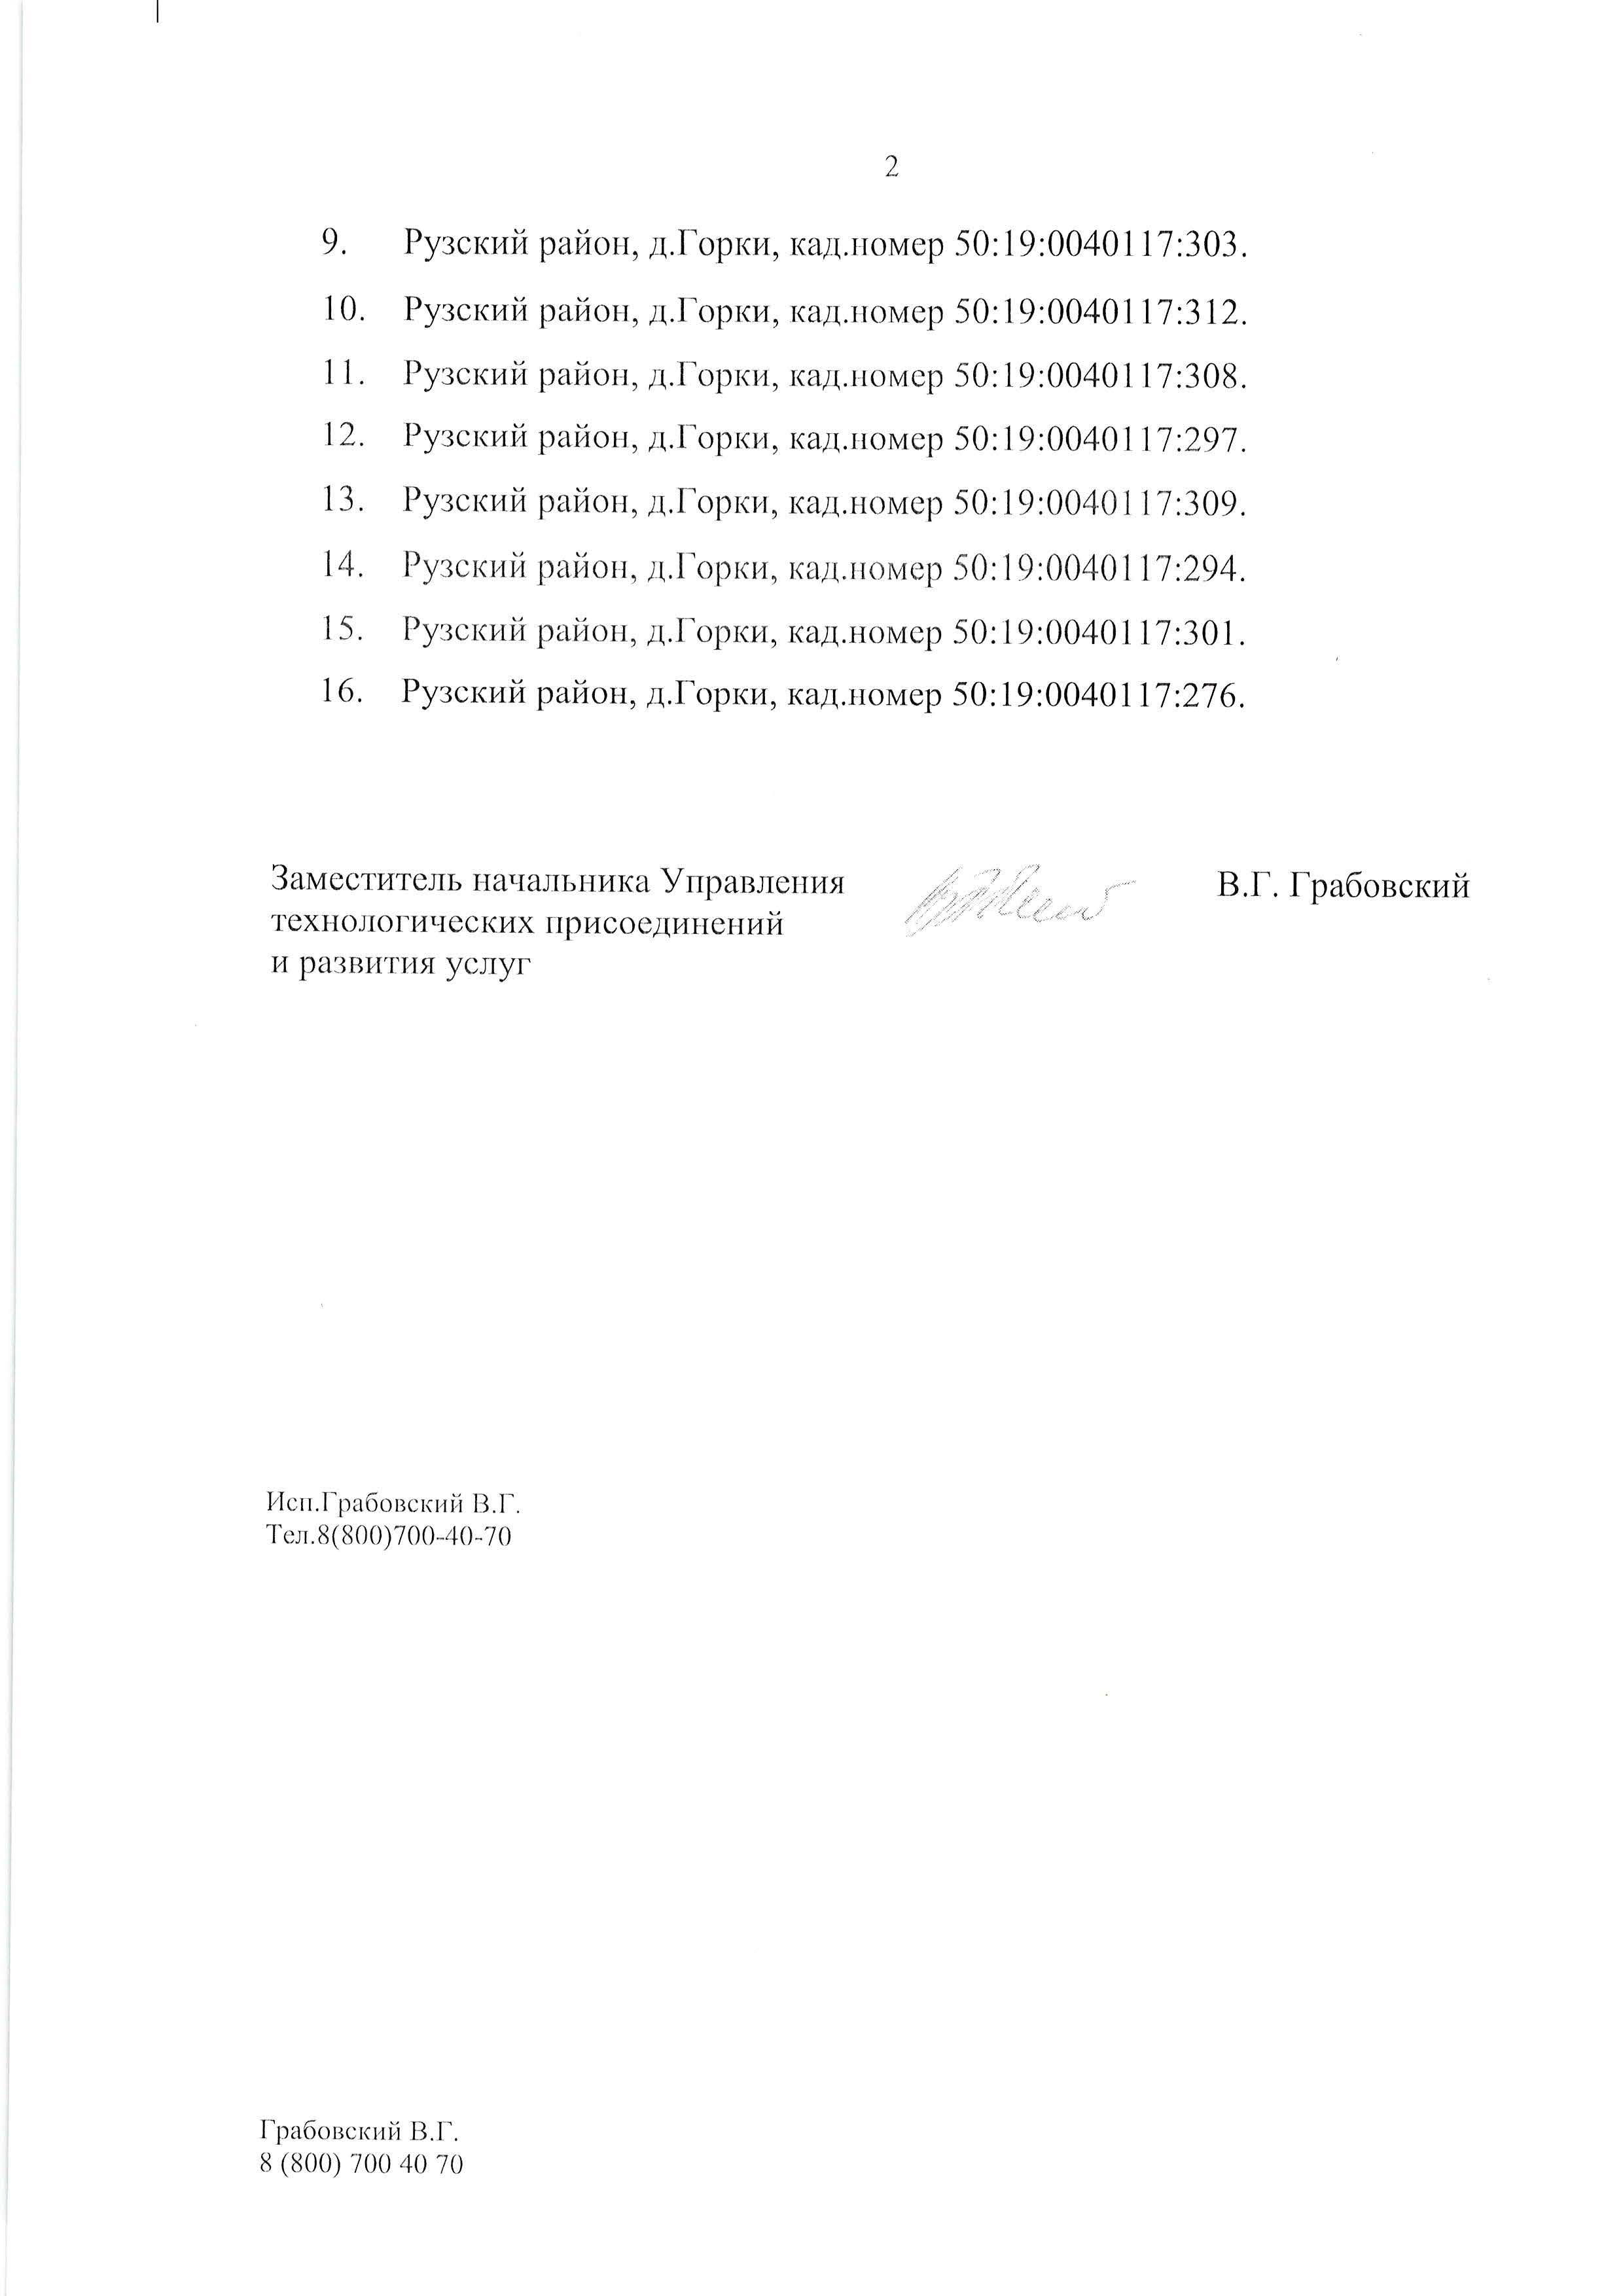 2
9. Рузский район, д.Горки, кад.номер 50:19:0040117:303.
10. Рузский район, д.Горки, кад.номер 50:19:0040117:312.
11. Рузский район, д.Горки, кад.номер 50:19:0040117:308.
12. Рузский район, д.Горки, кад.номер 50:19:0040117:297.
13. Рузский район, д.Горки, кад.номер 50:19:0040117:309.
14. Рузский район, д.Горки, кад.номер 50:19:0040117:294.
15. Рузский район, д.Горки, кад.номер 50:19:0040117:301.
16. Рузский район, д.Горки, кад.номер 50:19:0040117:276.
Заместитель начальника Управления В.Г. Грабовский
технологических присоединений
и развития услуг
Исп.Грабовский В.Г.
Тел.8(800)700-40-70
Грабовский В.Г.
8 (800) 700 40 70